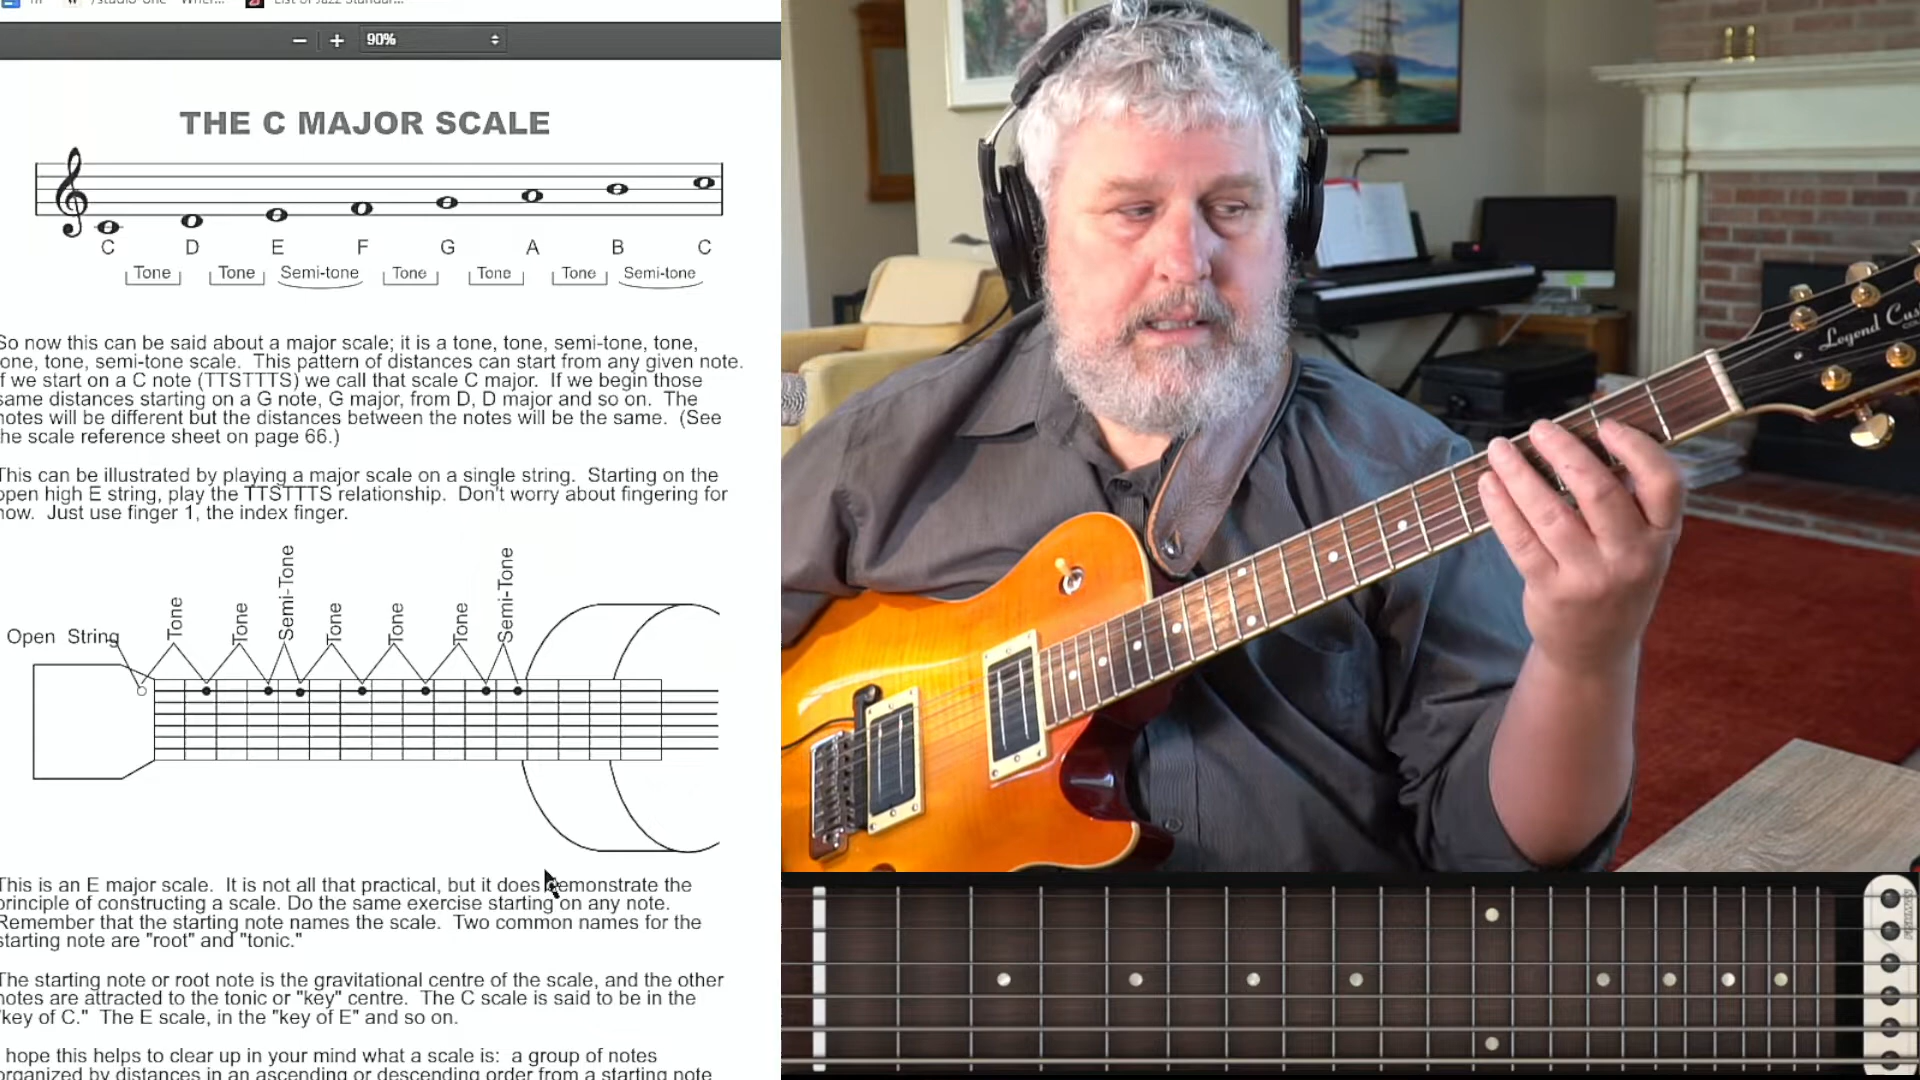 90%
THE C MAJOR SCALE
C D E F G A B C
Tone Tone Semi-tone Tone Tone Tone Semi-tone
So now this can be said about a major scale; it is a tone, tone, semi-tone, tone,
tone, tone, semi-tone scale. This pattern of distances can start from any given note.
If we start on a C note (TTSTTTS) we call that scale C major. If we begin those
same distances starting on a G note, G major, from D, D major and so on. The
notes will be different but the distances between the notes will be the same. (See
the scale reference sheet on page 66.)
This can be illustrated by playing a major scale on a single string. Starting on the
open high E string, play the TTSTTTS relationship. Don't worry about fingering for
now. Just use finger 1, the index finger.
Tone Tone Semi-Tone Tone Tone Tone Semi-Tone
Open String
This is an E major scale. It is not all that practical, but it does demonstrate the
principle of constructing a scale. Do the same exercise starting on any note.
Remember that the starting note names the scale. Two common names for the
starting note are "root" and "tonic."
The starting note or root note is the gravitational centre of the scale, and the other
notes are attracted to the tonic or "key" centre. The C scale is said to be in the
"key of C." The E scale, in the "key of E" and so on.
I hope this helps to clear up in your mind what a scale is: a group of notes
organized by distances in an ascending or descending order from a starting note
Legend